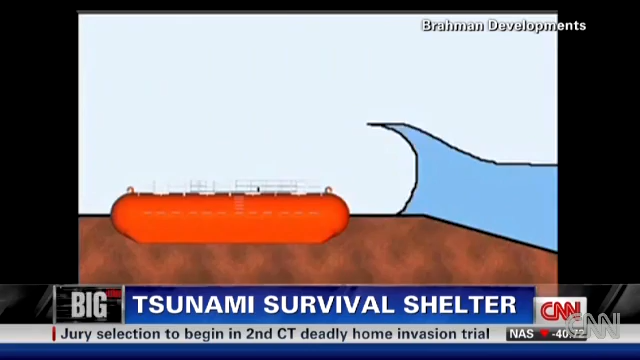 Brahman Developments
BIG
TSUNAMI SURVIVAL SHELTER
CNN
Jury selection to begin in 2nd CT deadly home invasion trial
NAS -40.72
CNN